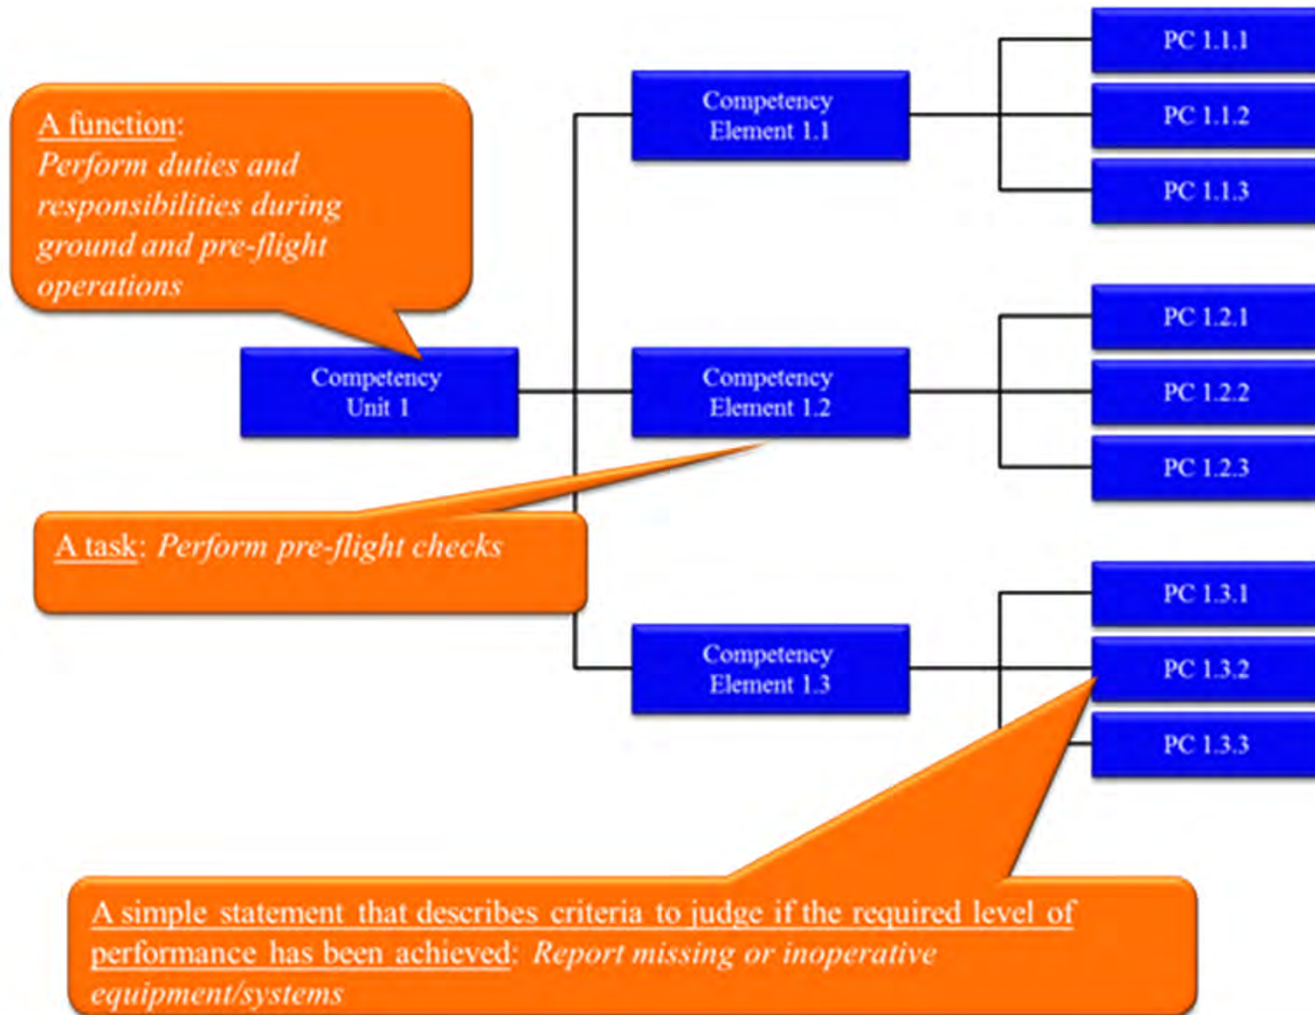 PC 1.1.1
Competency
Element 1.1
PC 1.1.2
PC 1.1.3
A function:
Perform duties and
responsibilities during
ground and pre-flight
operations
Competency
Unit 1
Competency
Element 1.2
PC 1.2.1
PC 1.2.2
PC 1.2.3
A task: Perform pre-flight checks
Competency
Element 1.3
PC 1.3.1
PC 1.3.2
PC 1.3.3
A simple statement that describes criteria to judge if the required level of
performance has been achieved: Report missing or inoperative
equipment/systems